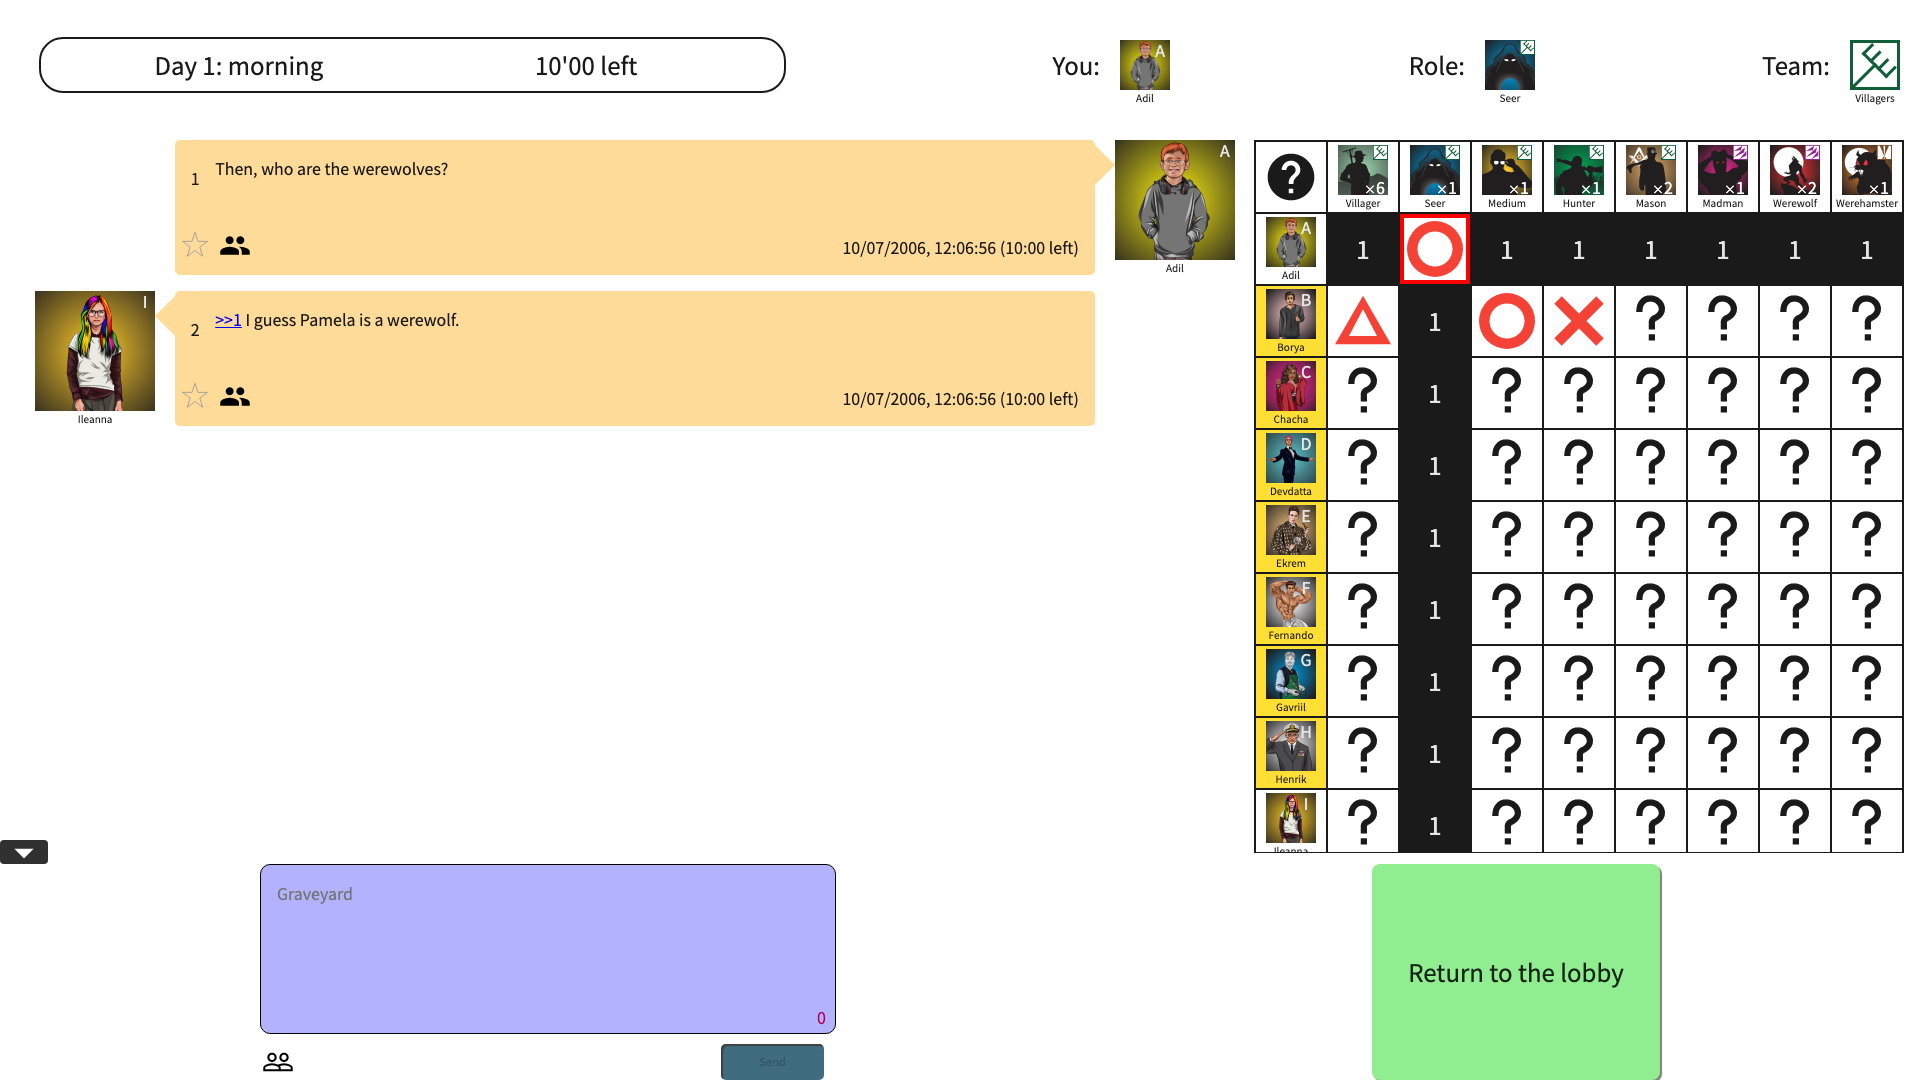 Day 1: morning 10'00 left
You: A Adil
Role: Seer
Team: Villagers
1 Then, who are the werewolves?
10/07/2006, 12:06:56 (10:00 left)
A
Adil
I
Ileanna
2 >>1 I guess Pamela is a werewolf.
10/07/2006, 12:06:56 (10:00 left)
? ×6 ×1 ×1 ×1 ×2 ×1 ×2 ×1
Villager Seer Medium Hunter Mason Madman Werewolf Werehamster
A 1 1 1 1 1 1 1
Adil
B 1 ? ? ? ?
Borya
C ? 1 ? ? ? ? ? ?
Chacha
D ? 1 ? ? ? ? ? ?
Devdatta
E ? 1 ? ? ? ? ? ?
Ekrem
F ? 1 ? ? ? ? ? ?
Fernando
G ? 1 ? ? ? ? ? ?
Gavriil
H ? 1 ? ? ? ? ? ?
Henrik
I ? 1 ? ? ? ? ? ?
Ileanna
Graveyard
0
Send
Return to the lobby